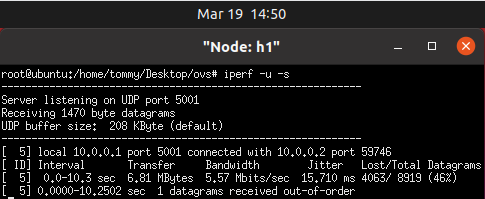 Mar 19 14:50
"Node: h1"
root@ubuntu:/home/tommy/Desktop/ovs# iperf -u -s
------------------------------------------------------------
Server listening on UDP port 5001
Receiving 1470 byte datagrams
UDP buffer size:  208 KByte (default)
------------------------------------------------------------
[  5] local 10.0.0.1 port 5001 connected with 10.0.0.2 port 59746
[ ID] Interval       Transfer     Bandwidth        Jitter   Lost/Total Datagrams
[  5]  0.0-10.3 sec  6.81 MBytes  5.57 Mbits/sec  15.710 ms 4063/ 8919 (46%)
[  5] 0.0000-10.2502 sec  1 datagrams received out-of-order